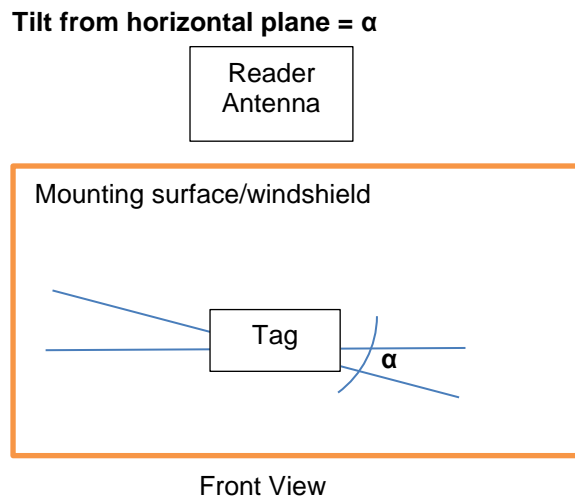 Tilt from horizontal plane = α
Reader
Antenna
Mounting surface/windshield
Tag
α
Front View